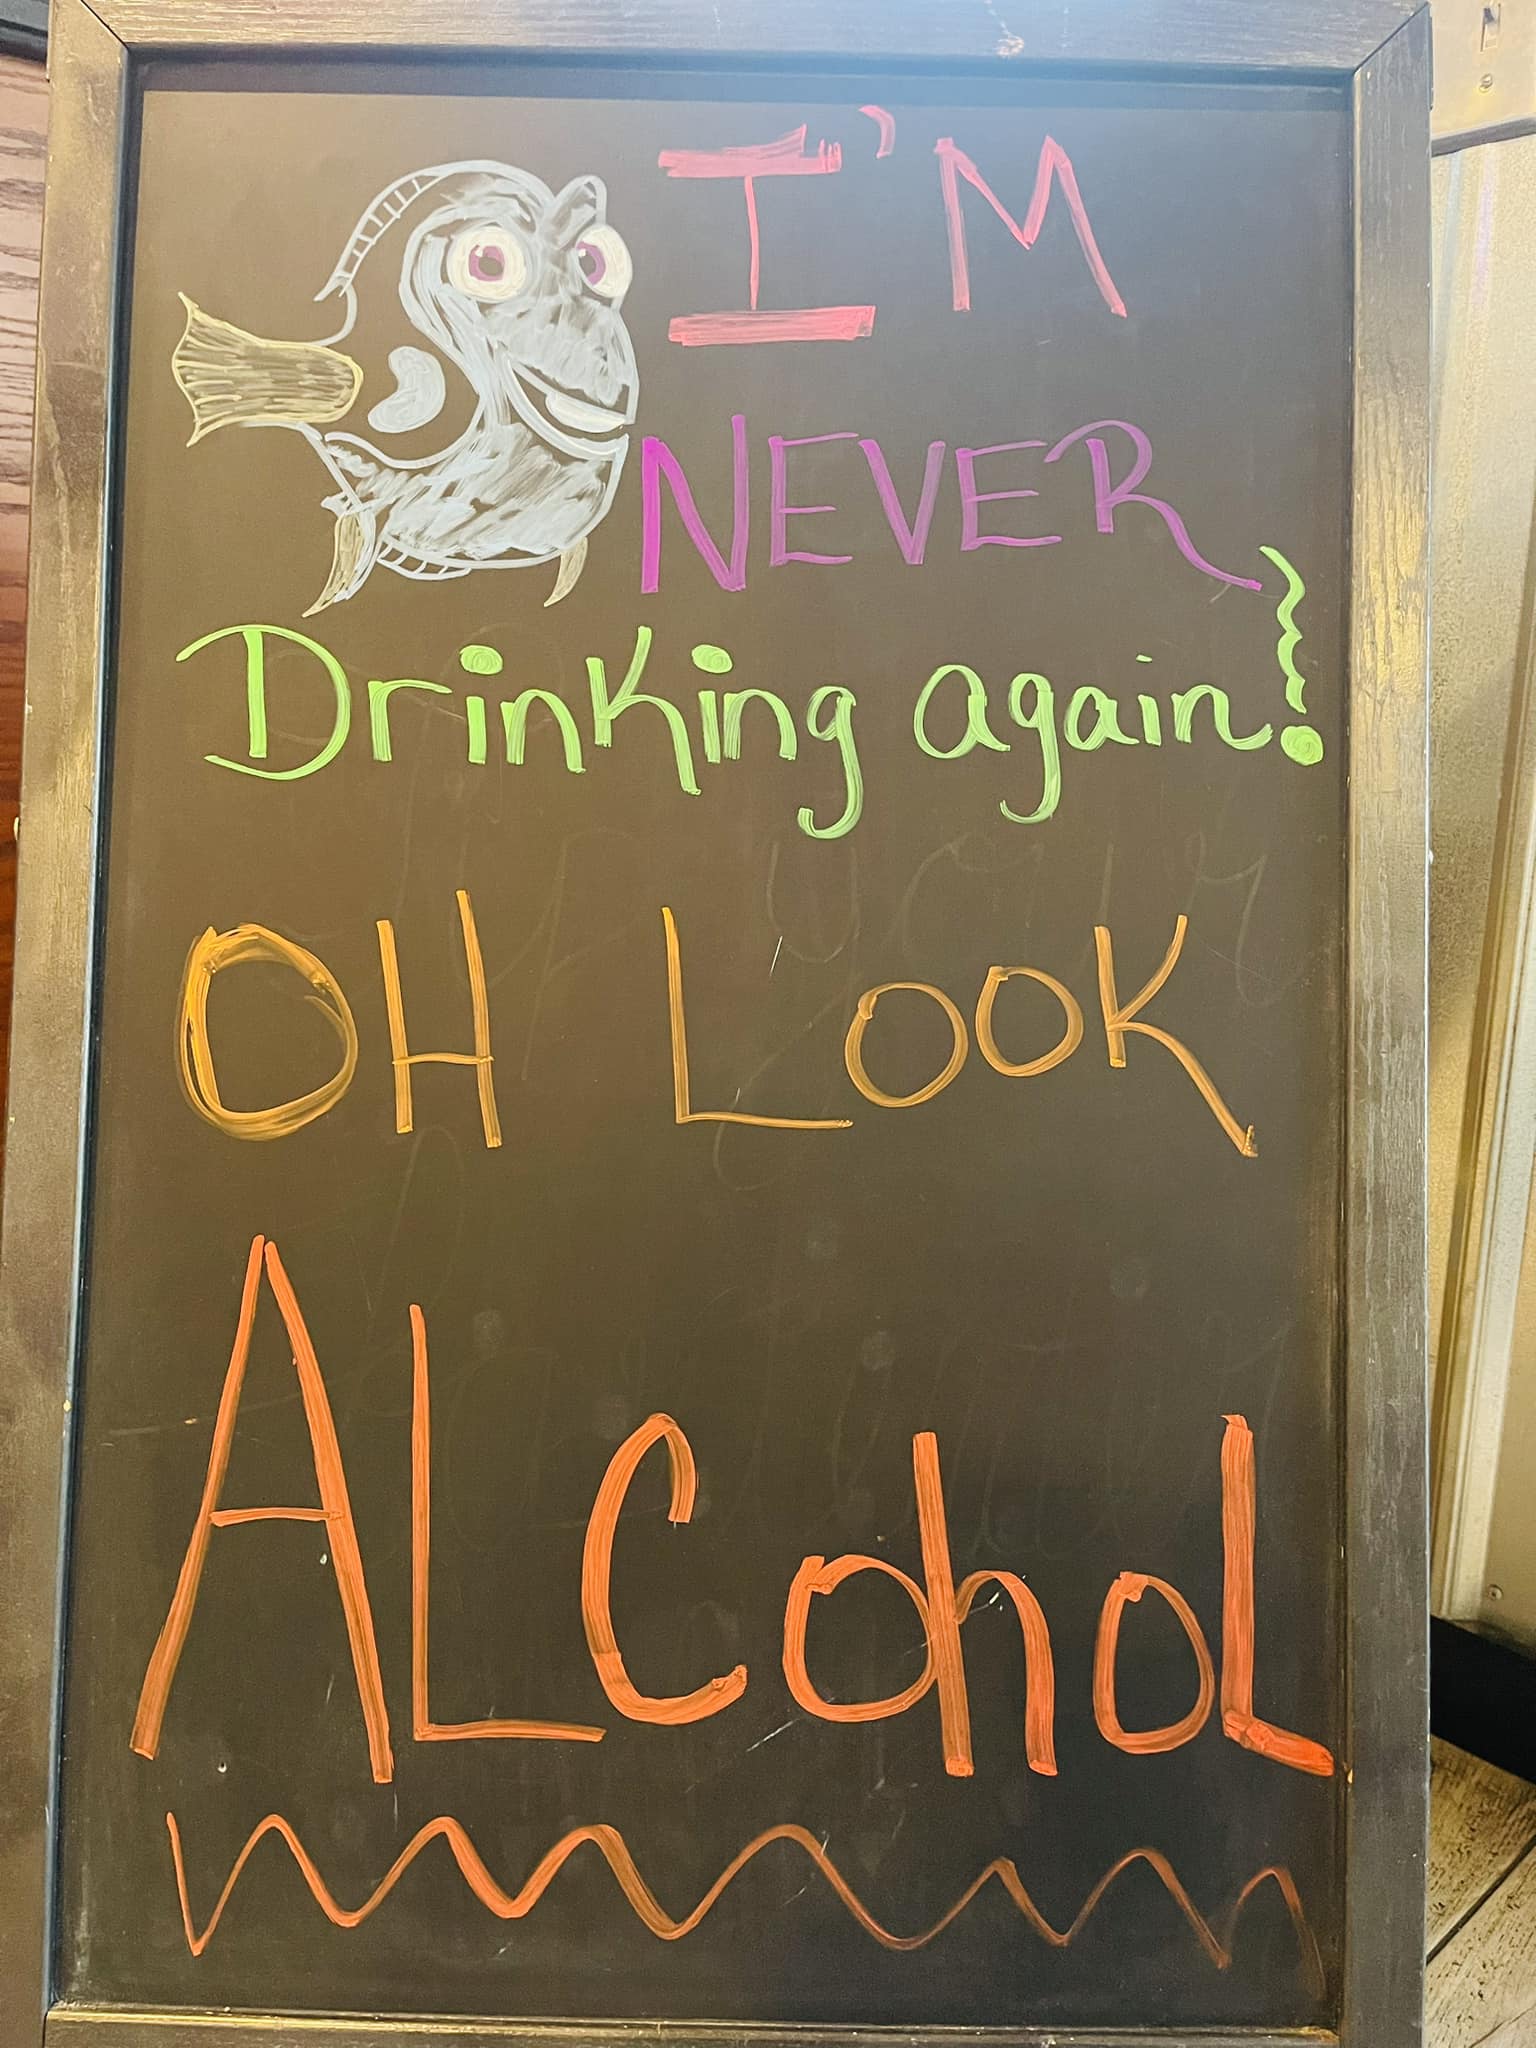 I'M
NEVER
Drinking again!
OH LOOK
ALCohoL